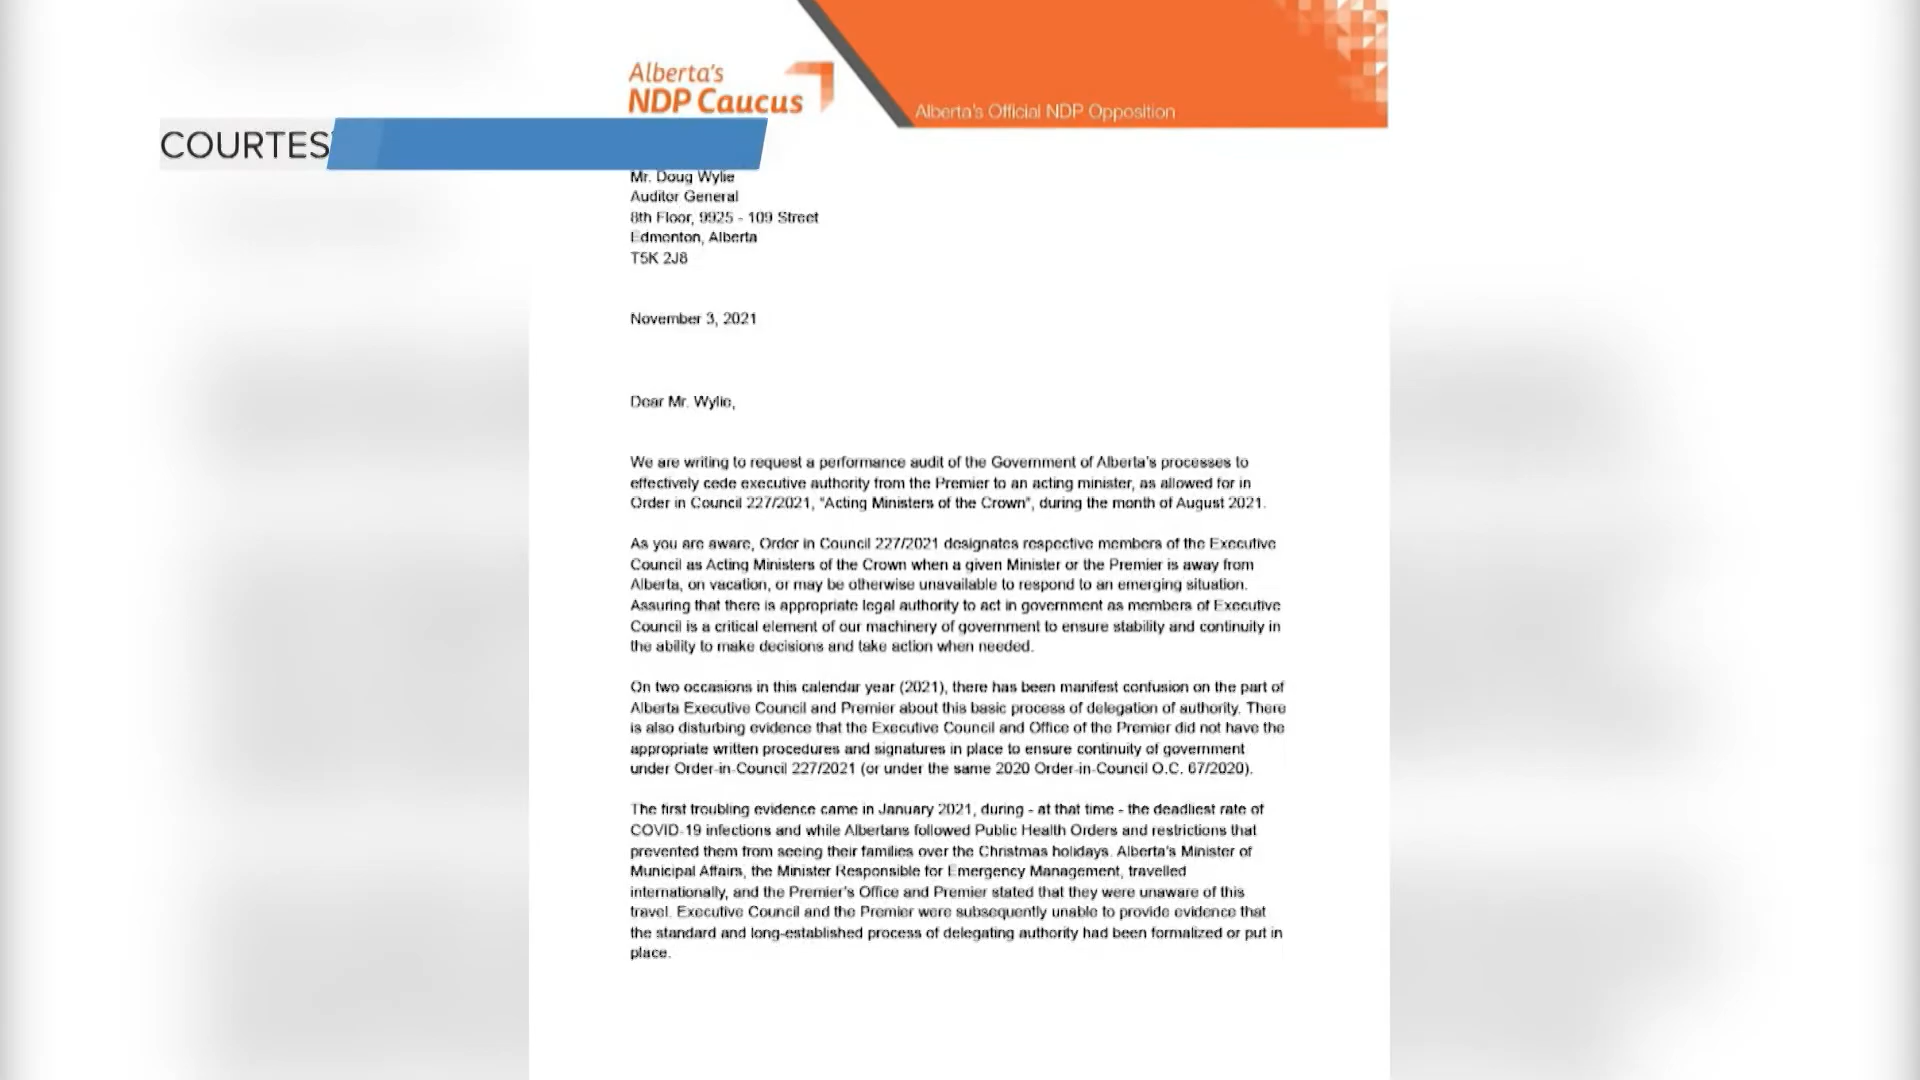 Alberta's
NDP Caucus
Alberta's Official NDP Opposition
COURTES
Mr. Doug Wylie
Auditor General
8th Floor, 9925 - 109 Street
Edmonton, Alberta
T5K 2J8
November 3, 2021
Dear Mr. Wylie,
We are writing to request a performance audit of the Government of Alberta's processes to
effectively cede executive authority from the Premier to an acting minister, as allowed for in
Order in Council 227/2021, "Acting Ministers of the Crown", during the month of August 2021.
As you are aware, Order in Council 227/2021 designates respective members of the Executive
Council as Acting Ministers of the Crown when a given Minister or the Premier is away from
Alberta, on vacation, or may be otherwise unavailable to respond to an emerging situation.
Assuring that there is appropriate legal authority to act in government as members of Executive
Council is a critical element of our machinery of government to ensure stability and continuity in
the ability to make decisions and take action when needed.
On two occasions in this calendar year (2021), there has been manifest confusion on the part of
Alberta Executive Council and Premier about this basic process of delegation of authority. There
is also disturbing evidence that the Executive Council and Office of the Premier did not have the
appropriate written procedures and signatures in place to ensure continuity of government
under Order-in-Council 227/2021 (or under the same 2020 Order-in-Council O.C. 67/2020).
The first troubling evidence came in January 2021, during - at that time - the deadliest rate of
COVID-19 infections and while Albertans followed Public Health Orders and restrictions that
prevented them from seeing their families over the Christmas holidays. Alberta's Minister of
Municipal Affairs, the Minister Responsible for Emergency Management, travelled
internationally, and the Premier's Office and Premier stated that they were unaware of this
travel. Executive Council and the Premier were subsequently unable to provide evidence that
the standard and long-established process of delegating authority had been formalized or put in
place.